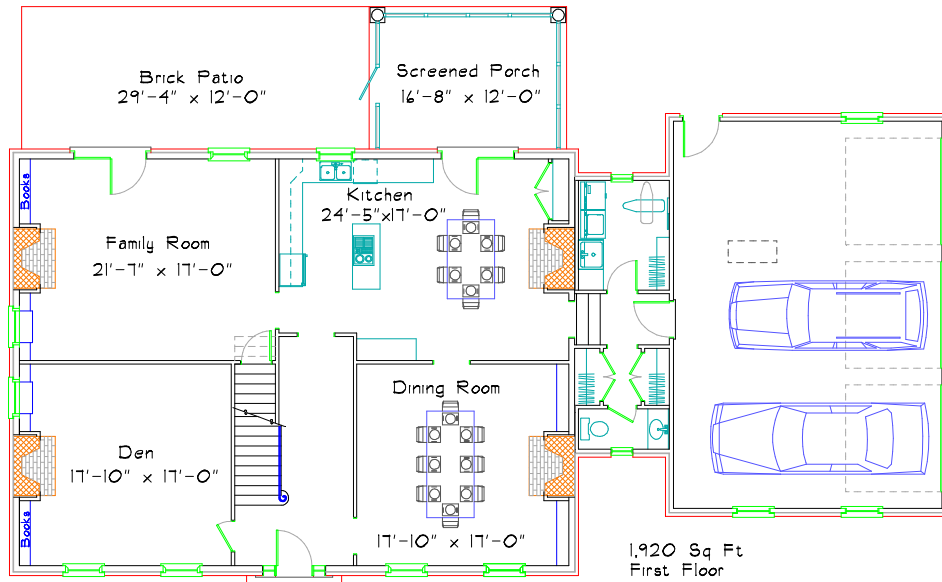 Brick Patio
29'-4" x 12'-0"
Screened Porch
16'-8" x 12'-0"
Books
Kitchen
24'-5"x17'-0"
Family Room
21'-7" x 17'-0"
Dining Room
Den
17'-10" x 17'-0"
Books
17'-10" x 17'-0"
1,920 Sq Ft
First Floor